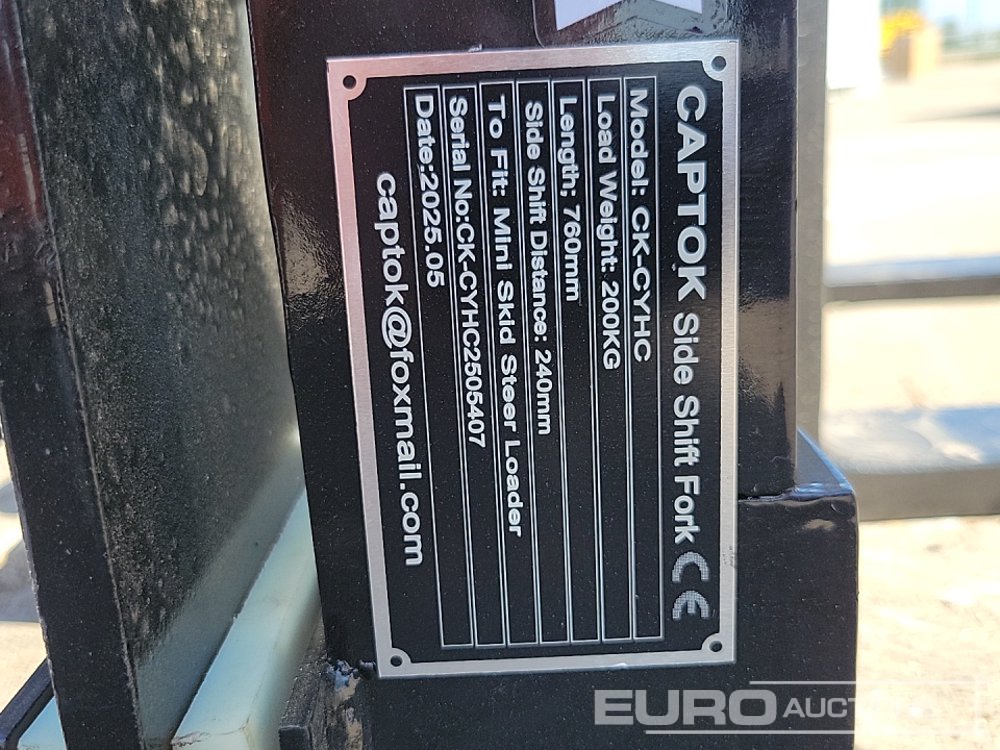 CAPTOK Side Shift Fork CE
Model: CK-CYHC
Load Weight: 200KG
Length; 760mm
Side Shift Distance: 240mm
To Fit: Mini Skid Steer Loader
Serial No:CK-CYHC2505407
Date:2025.05
captok@foxmail.com
EURO AUCTIONS